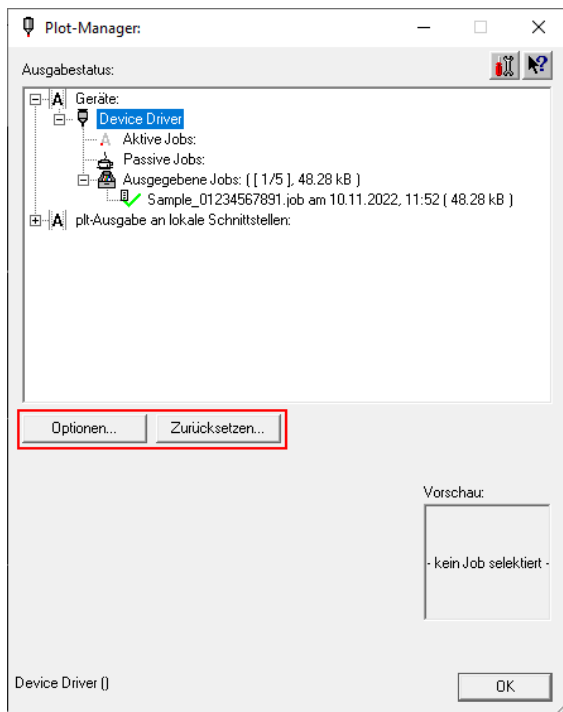 Plot-Manager:
Ausgabestatus:
Geräte:
Device Driver
Aktive Jobs:
Passive Jobs:
Ausgegebene Jobs: ( [ 1/5 ], 48.28 kB )
Sample_01234567891.job am 10.11.2022, 11:52 ( 48.28 kB )
plt-Ausgabe an lokale Schnittstellen:
Optionen... Zurücksetzen...
Vorschau:
- kein Job selektiert -
Device Driver ()
OK